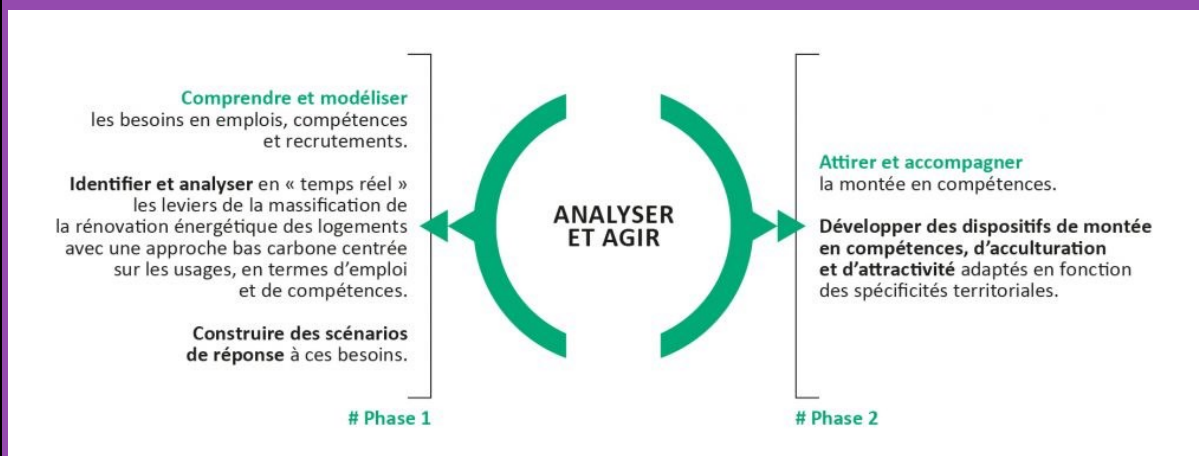 Comprendre et modéliser
les besoins en emplois, compétences
et recrutements.
Identifier et analyser en « temps réel »
les leviers de la massification de
la rénovation énergétique des logements
avec une approche bas carbone centrée
sur les usages, en termes d’emploi
et de compétences.
Construire des scénarios
de réponse à ces besoins.
# Phase 1
ANALYSER
ET AGIR
Attirer et accompagner
la montée en compétences.
Développer des dispositifs de montée
en compétences, d’acculturation
et d’attractivité adaptés en fonction
des spécificités territoriales.
# Phase 2